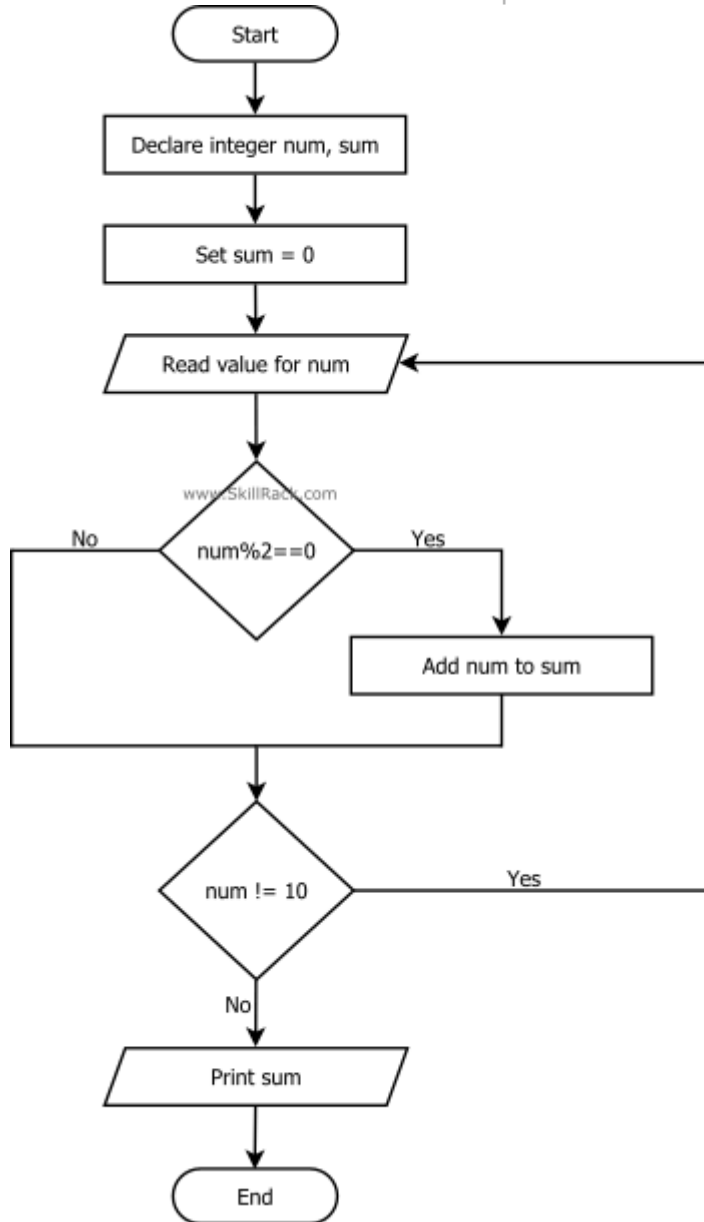 Start
Declare integer num, sum
Set sum = 0
Read value for num
www.SkillRack.com
No
num%2==0
Yes
Add num to sum
num != 10
Yes
No
Print sum
End